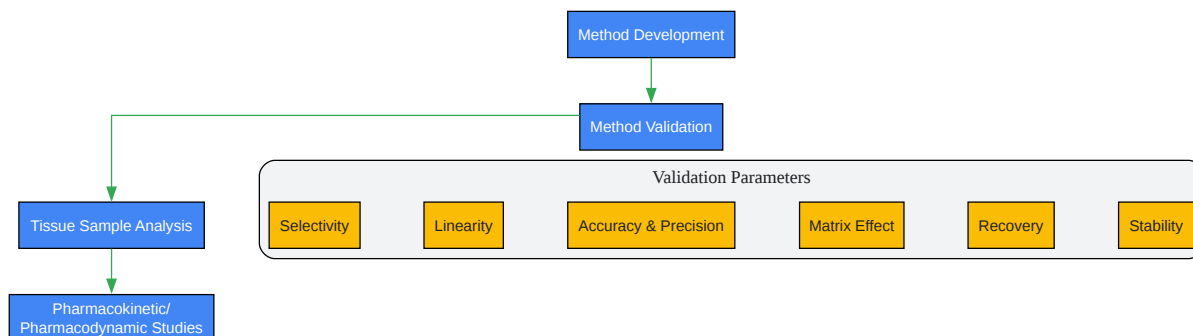 Method Development
Method Validation
Validation Parameters
Selectivity
Linearity
Accuracy & Precision
Matrix Effect
Recovery
Stability
Tissue Sample Analysis
Pharmacokinetic/
Pharmacodynamic Studies